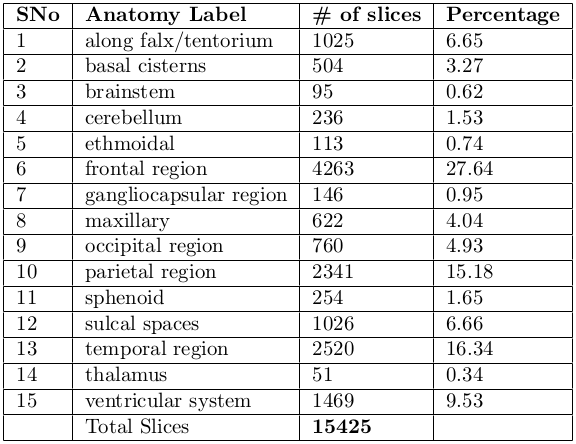 SNo Anatomy Label # of slices Percentage
1 along falx/tentorium 1025 6.65
2 basal cisterns 504 3.27
3 brainstem 95 0.62
4 cerebellum 236 1.53
5 ethmoidal 113 0.74
6 frontal region 4263 27.64
7 gangliocapsular region 146 0.95
8 maxillary 622 4.04
9 occipital region 760 4.93
10 parietal region 2341 15.18
11 sphenoid 254 1.65
12 sulcal spaces 1026 6.66
13 temporal region 2520 16.34
14 thalamus 51 0.34
15 ventricular system 1469 9.53
Total Slices 15425